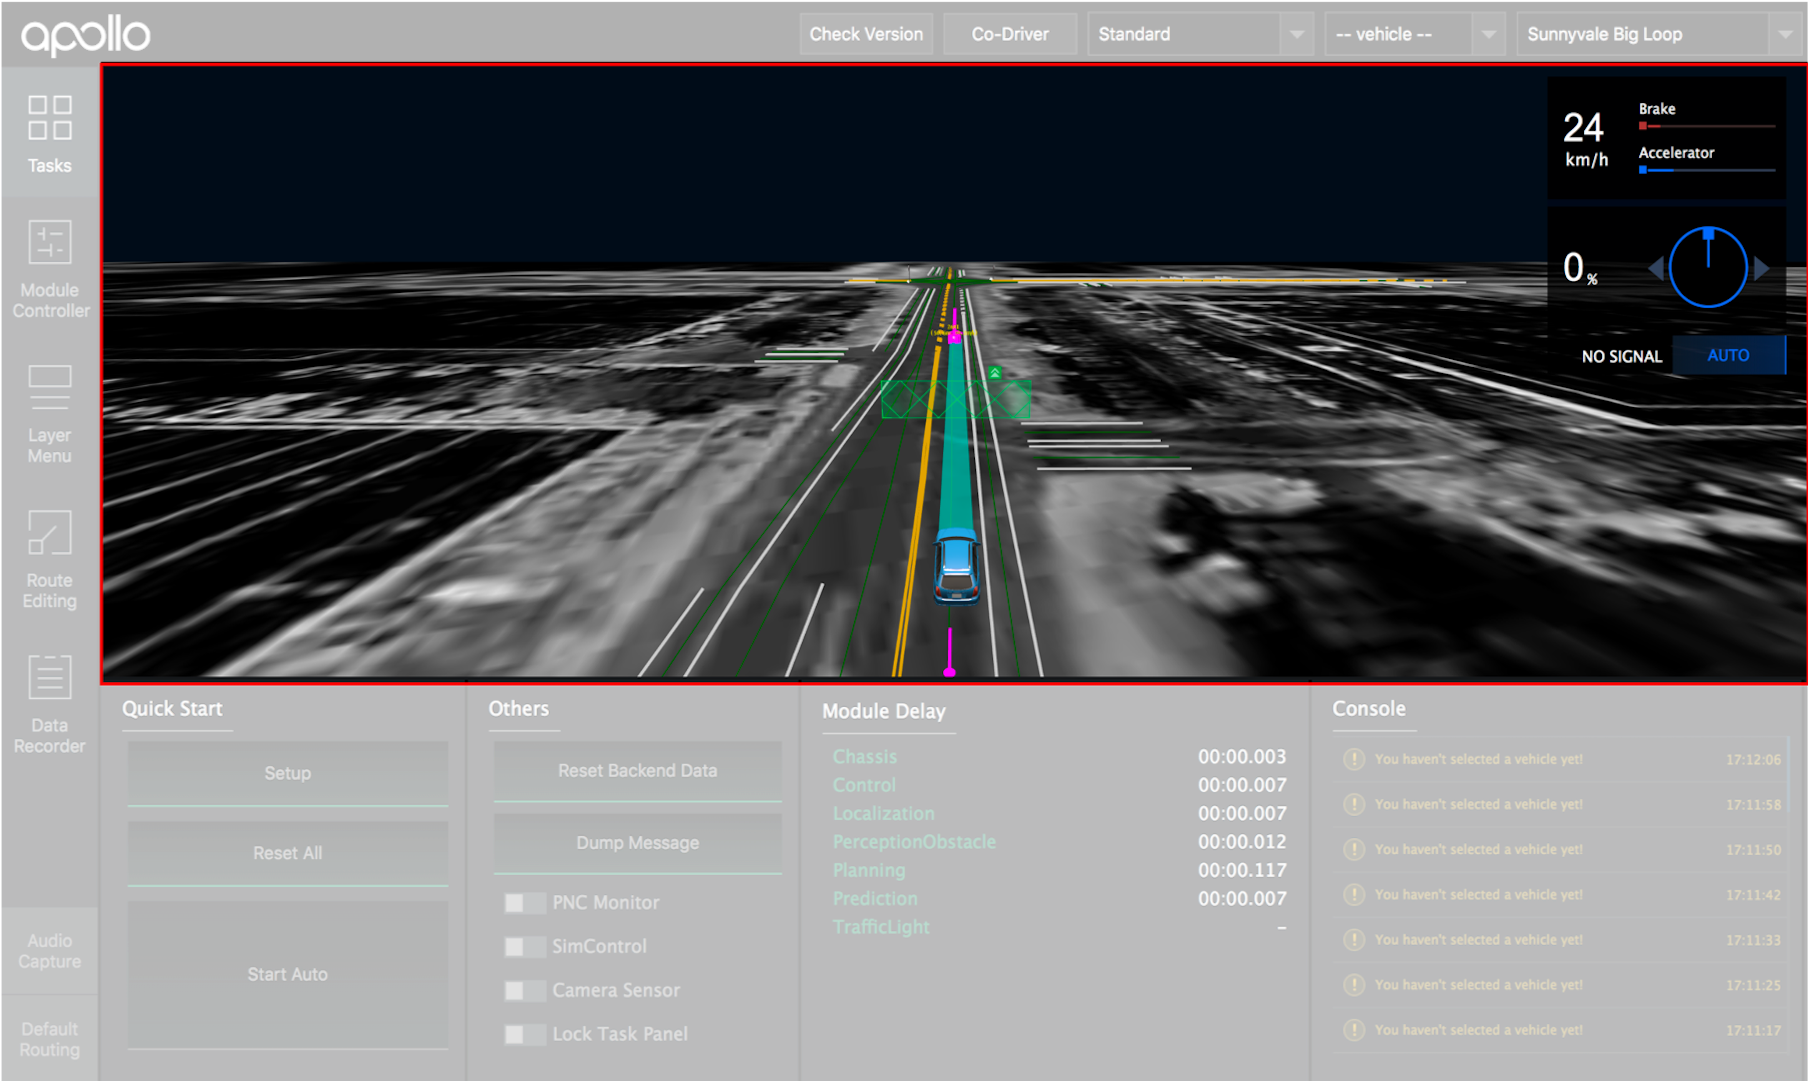 apollo
Check Version
Co-Driver
Standard
-- vehicle --
Sunnyvale Big Loop
Tasks
Module
Controller
Layer
Menu
Route
Editing
Data
Recorder
Audio
Capture
Default
Routing
24
km/h
Brake
Accelerator
0 %
NO SIGNAL
AUTO
Quick Start
Setup
Reset All
Start Auto
Others
Reset Backend Data
Dump Message
PNC Monitor
SimControl
Camera Sensor
Lock Task Panel
Module Delay
Chassis 00:00.003
Control 00:00.007
Localization 00:00.007
PerceptionObstacle 00:00.012
Planning 00:00.117
Prediction 00:00.007
TrafficLight -
Console
You haven't selected a vehicle yet! 17:12:06
You haven't selected a vehicle yet! 17:11:58
You haven't selected a vehicle yet! 17:11:50
You haven't selected a vehicle yet! 17:11:42
You haven't selected a vehicle yet! 17:11:33
You haven't selected a vehicle yet! 17:11:25
You haven't selected a vehicle yet! 17:11:17